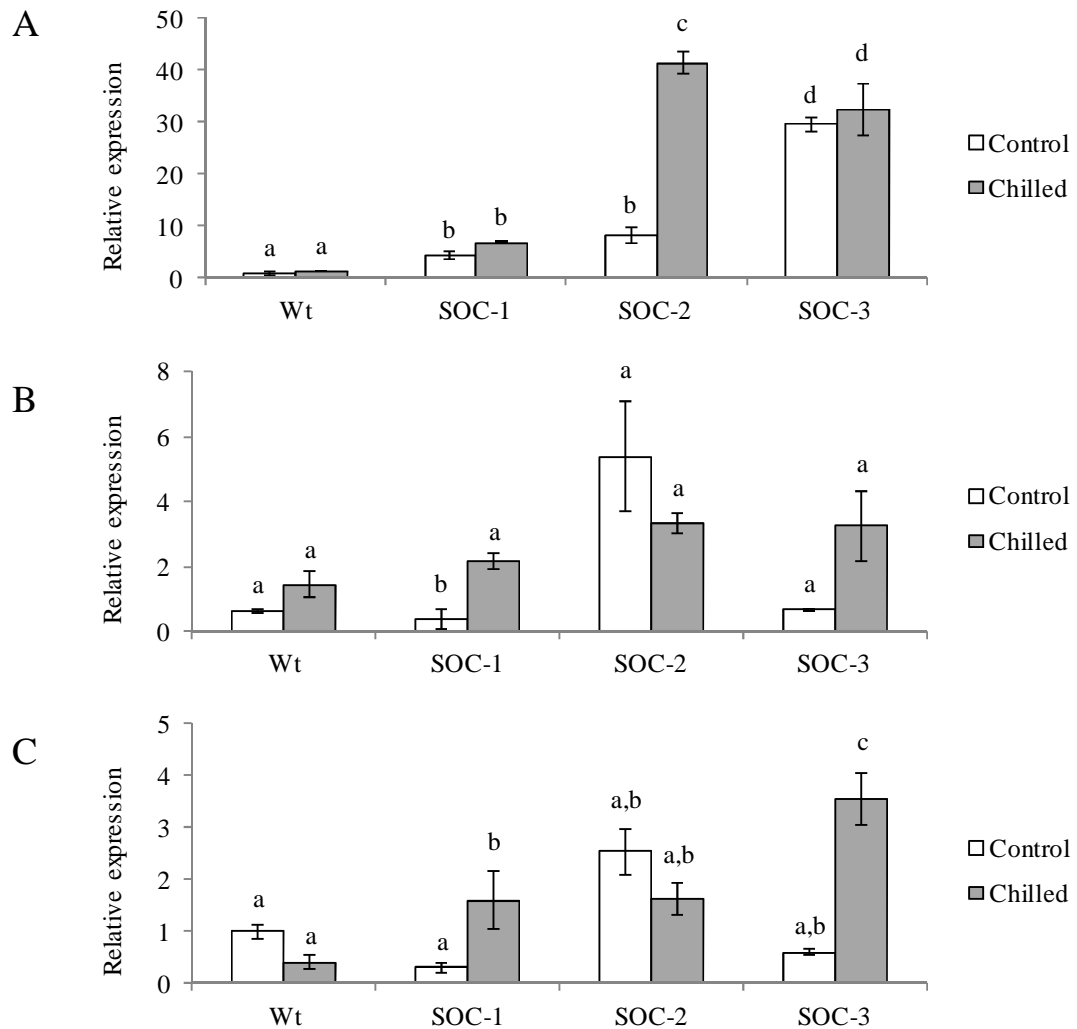 A
Relative expression
50
40
30
20
10
0
a
a
b
b
b
c
d
d
Wt
SOC-1
SOC-2
SOC-3
Control
Chilled
B
Relative expression
8
6
4
2
0
a
a
b
a
a
a
a
a
Wt
SOC-1
SOC-2
SOC-3
Control
Chilled
C
Relative expression
5
4
3
2
1
0
a
a
a
b
a,b
a,b
a,b
c
Wt
SOC-1
SOC-2
SOC-3
Control
Chilled